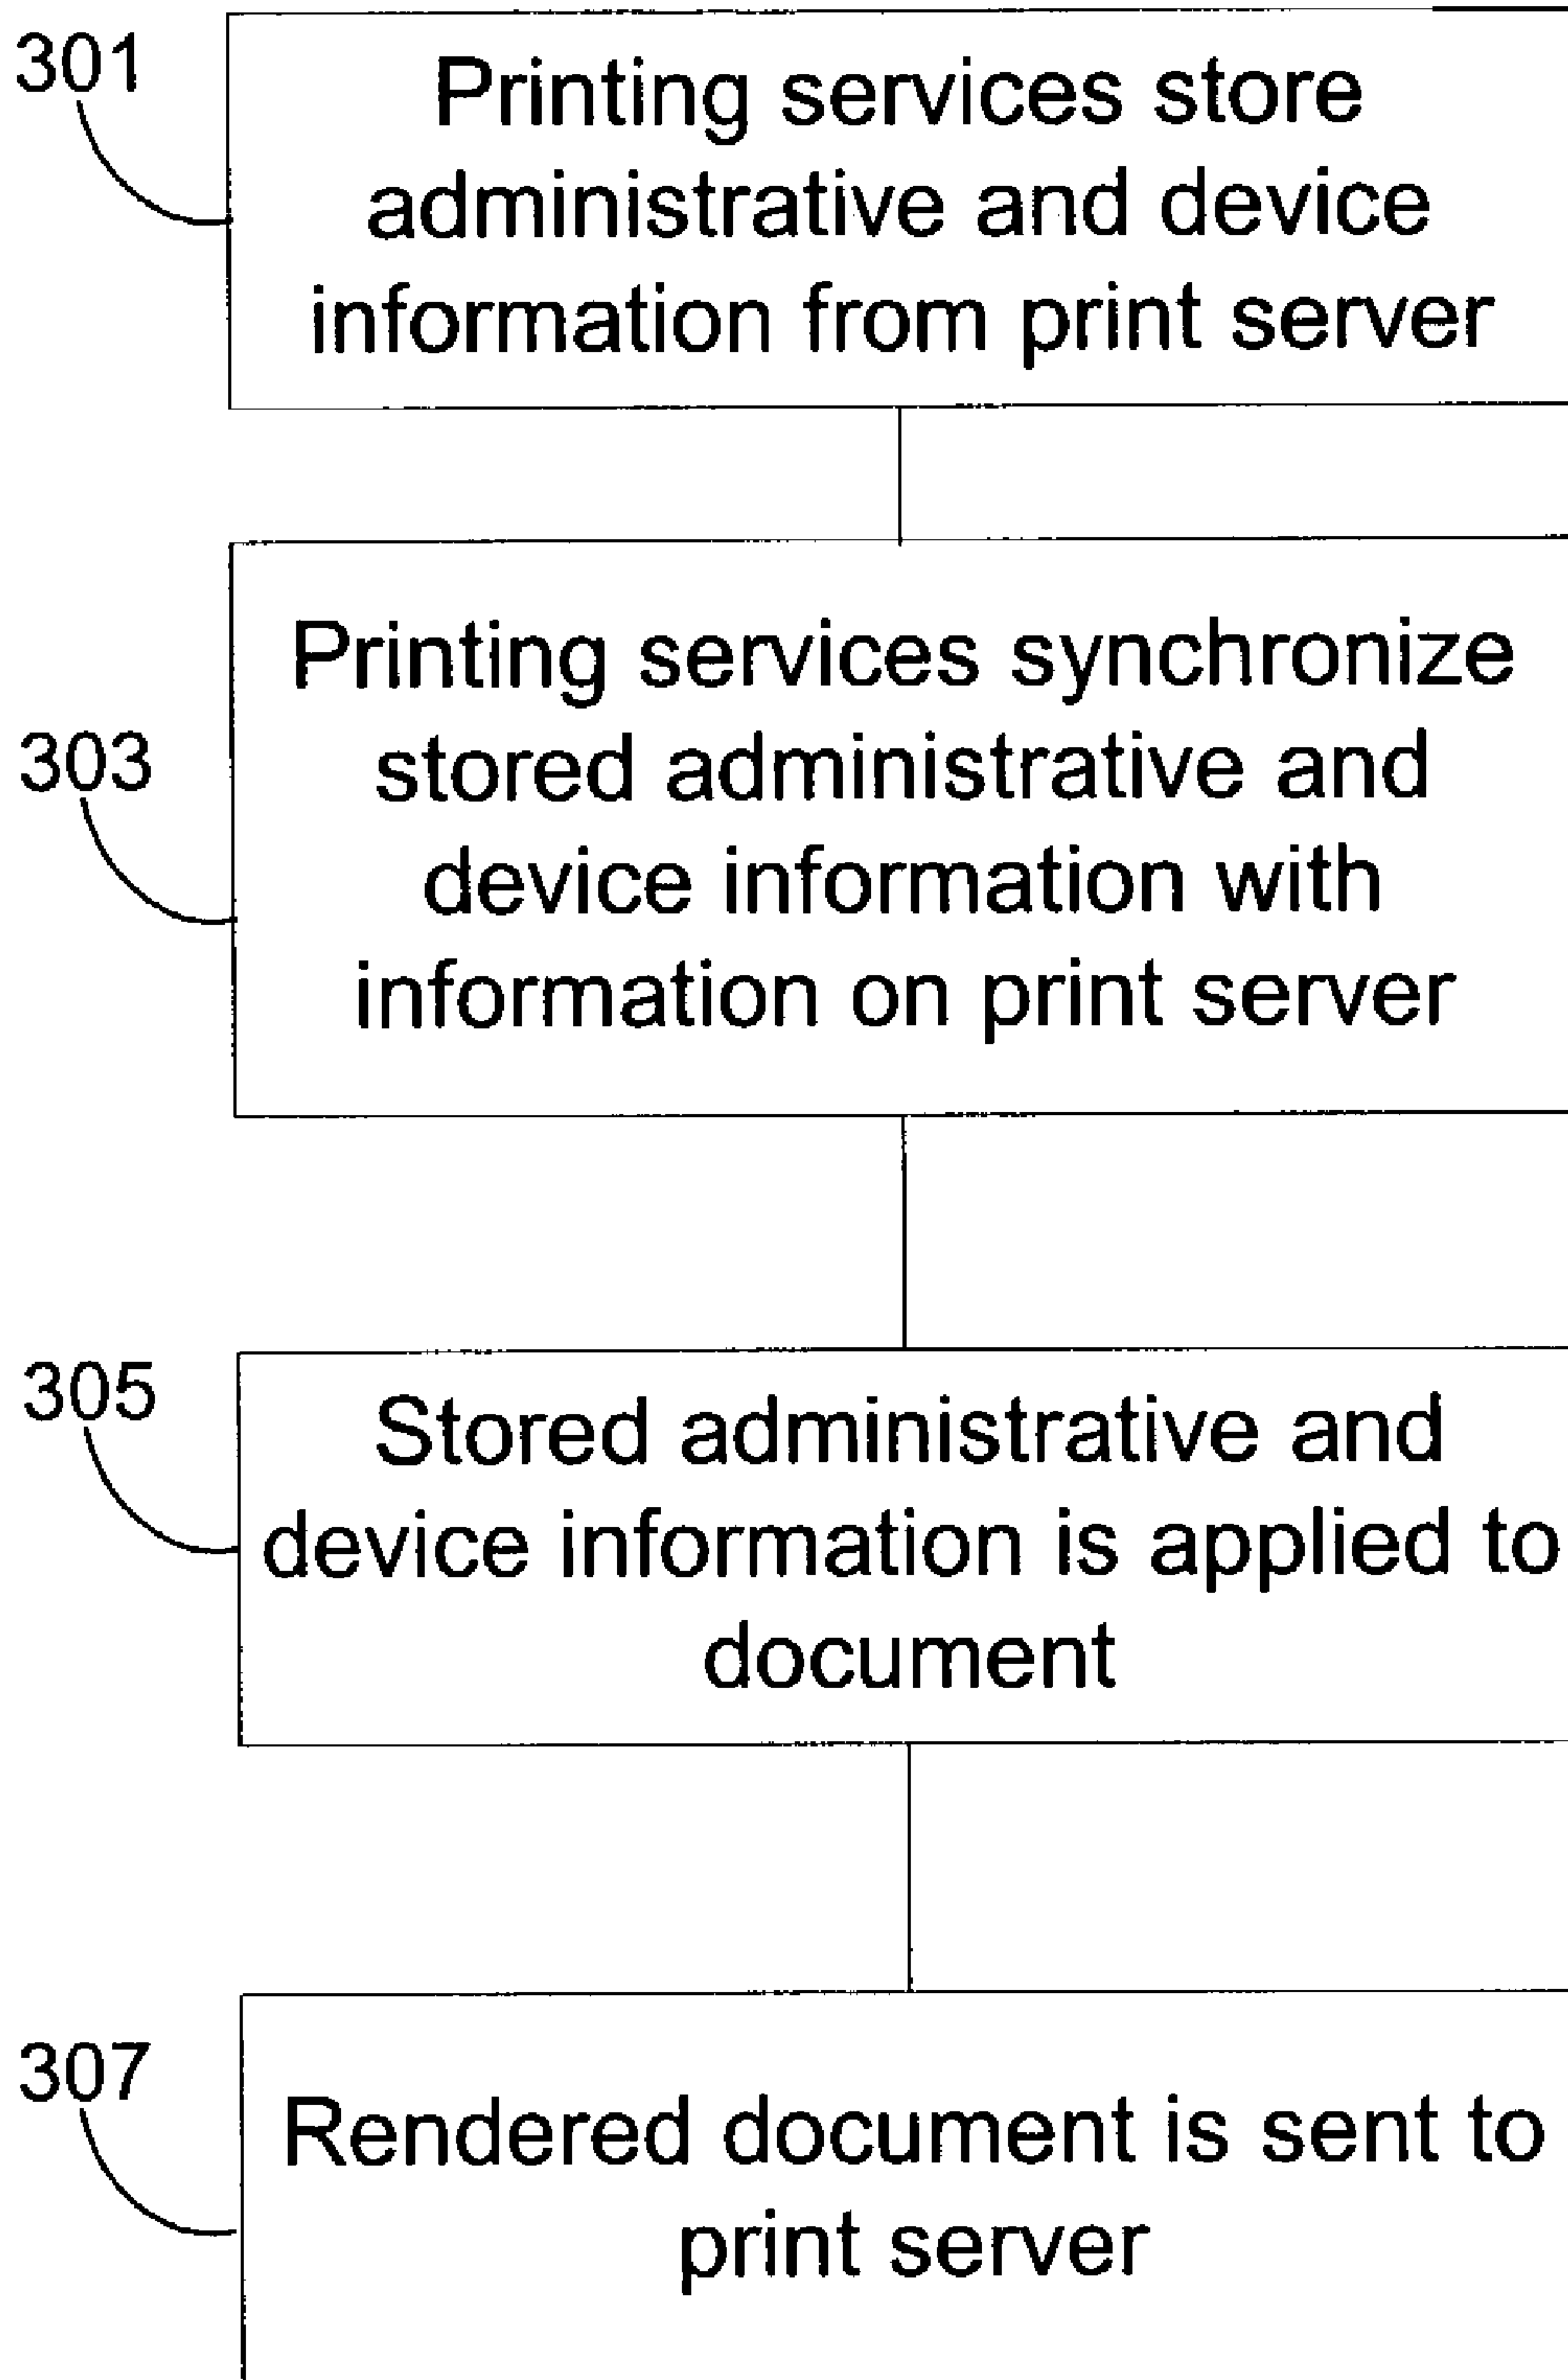 301
Printing services store
administrative and device
information from print server
303
Printing services synchronize
stored administrative and
device information with
information on print server
305
Stored administrative and
device information is applied to
document
307
Rendered document is sent to
print server